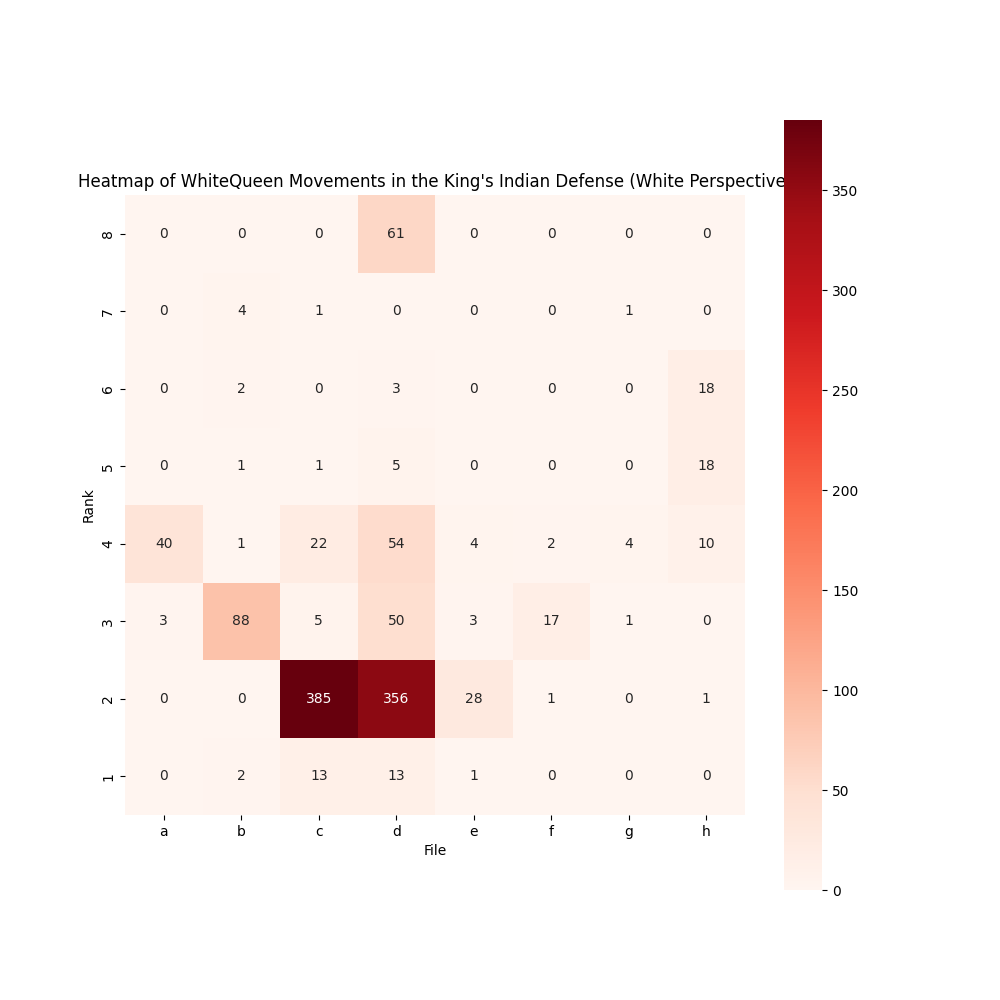 Heatmap of WhiteQueen Movements in the King's Indian Defense (White Perspective
8 0 0 0 61 0 0 0 0
7 0 4 1 0 0 0 1 0
6 0 2 0 3 0 0 0 18
5 0 1 1 5 0 0 0 18
4 40 1 22 54 4 2 4 10
3 3 88 5 50 3 17 1 0
2 0 0 385 356 28 1 0 1
1 0 2 13 13 1 0 0 0
a b c d e f g h
File
Rank
350
300
250
200
150
100
50
0